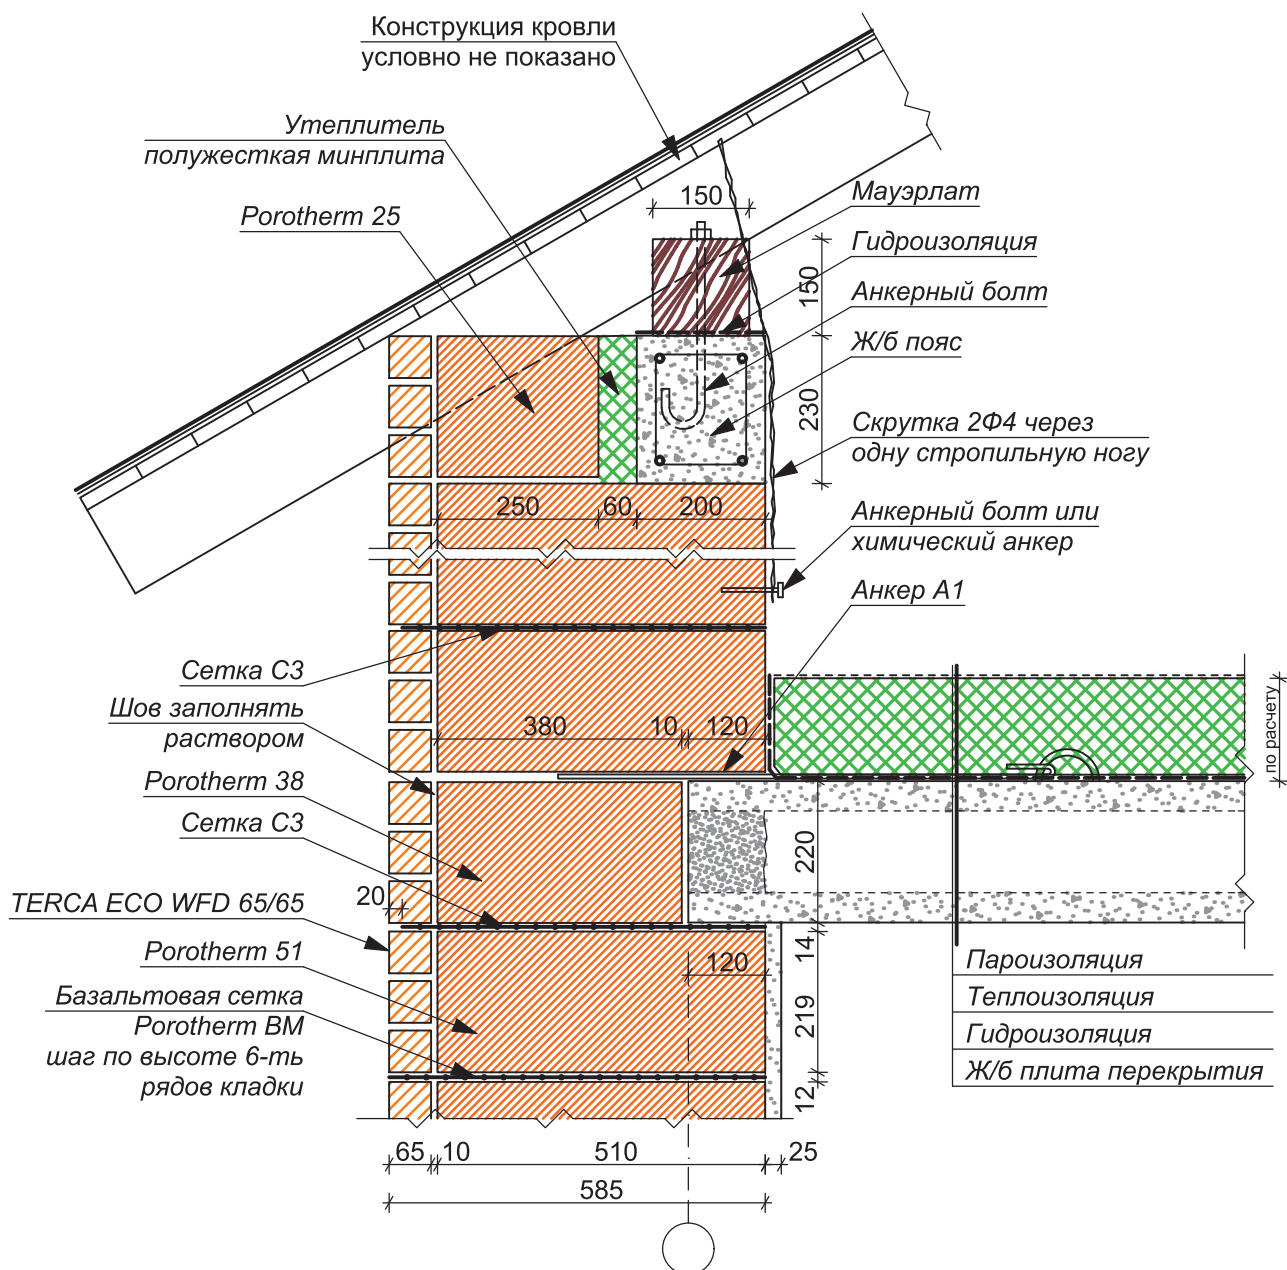 Конструкция кровли
условно не показано
Утеплитель
полужесткая минплита
Porotherm 25
150
Мауэрлат
Гидроизоляция
150
Анкерный болт
Ж/б пояс
230
Скрутка 2Ф4 через
одну стропильную ногу
250
60
200
Анкерный болт или
химический анкер
Анкер А1
Сетка С3
Шов заполнять
раствором
380
10
120
по расчету
Porotherm 38
Сетка С3
220
20
TERCA ECO WFD 65/65
14
Porotherm 51
120
Базальтовая сетка
Porotherm BM
шаг по высоте 6-ть
рядов кладки
219
12
Пароизоляция
Теплоизоляция
Гидроизоляция
Ж/б плита перекрытия
65
10
510
25
585